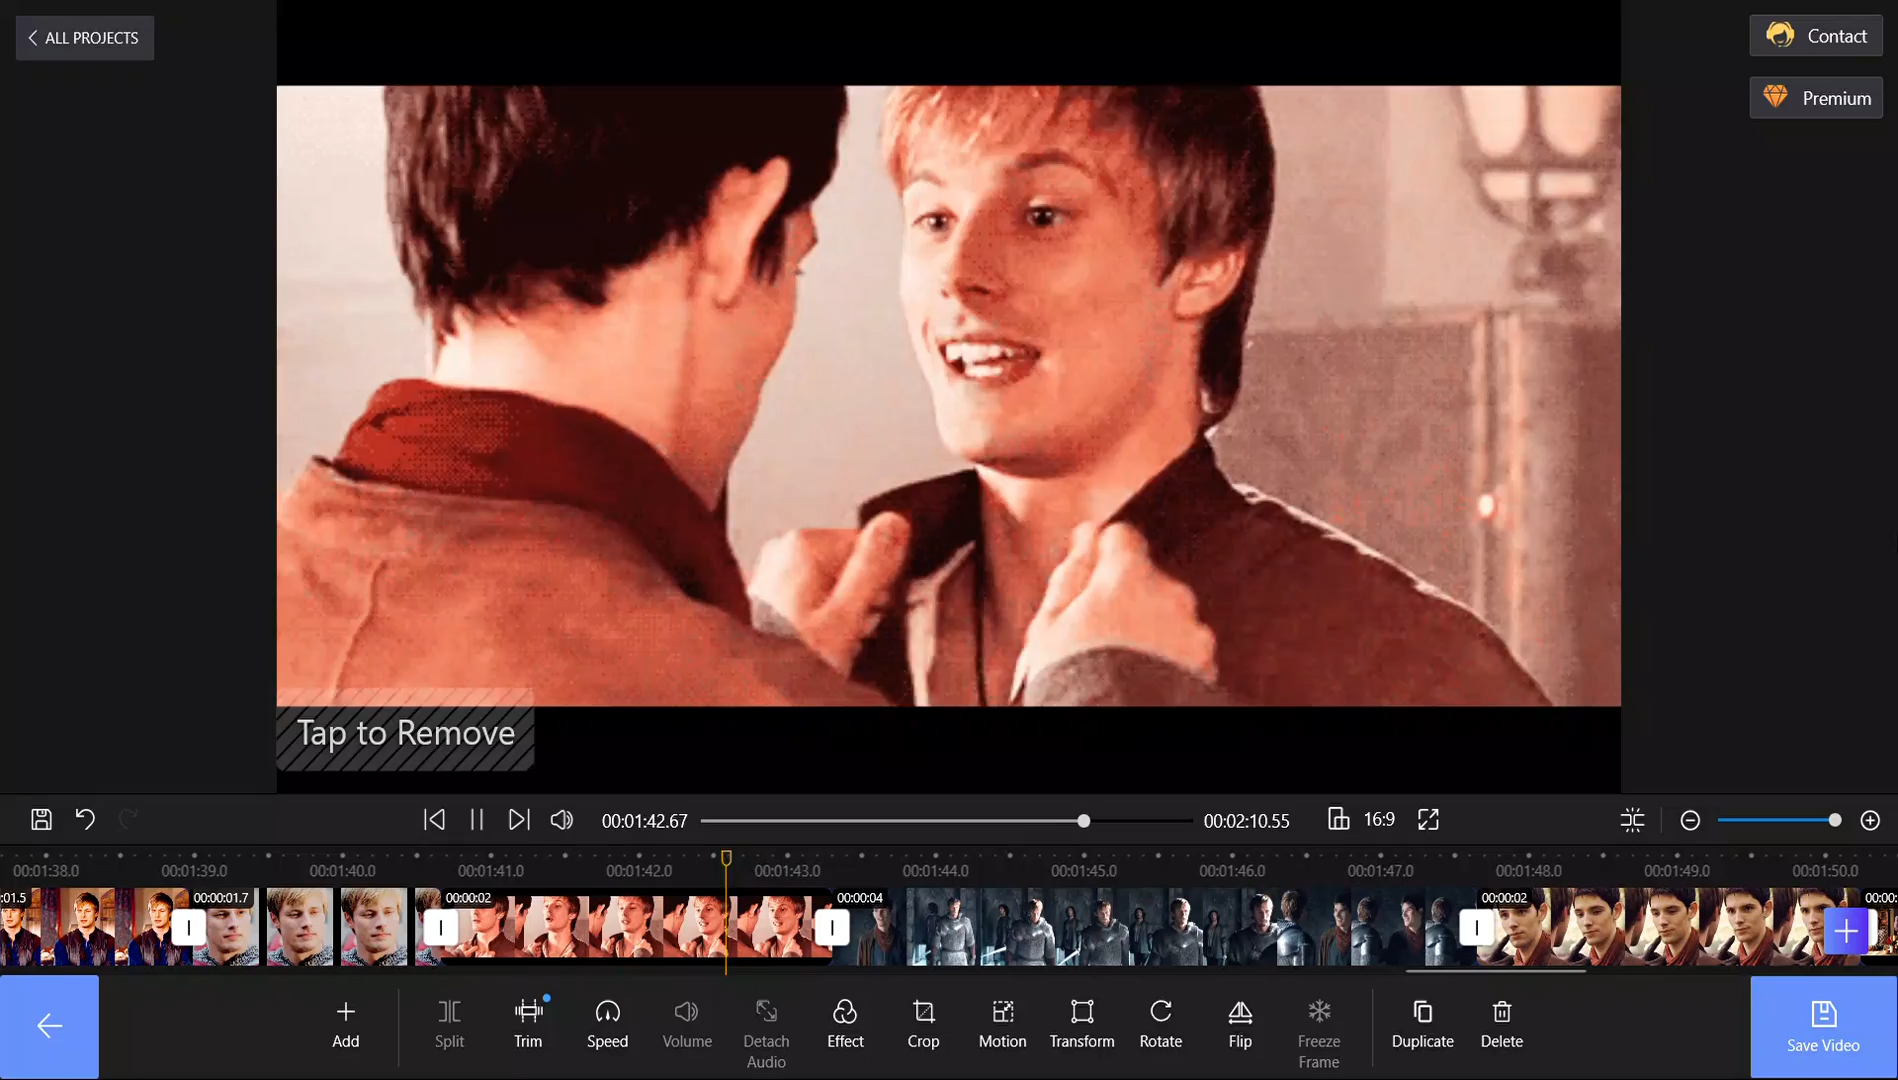 ALL PROJECTS
Contact
Premium
Tap to Remove
00:01:42.67
00:02:10.55
16:9
00:01:38.0 00:01:39.0 00:01:40.0 00:01:41.0 00:01:42.0 00:01:43.0 00:01:44.0 00:01:45.0 00:01:46.0 00:01:47.0 00:01:48.0 00:01:49.0 00:01:50.0
:01.5 00:00:01.7 00:00:02 00:00:04 00:00:02 00:00:
Add
Split
Trim
Speed
Volume
Detach
Audio
Effect
Crop
Motion
Transform
Rotate
Flip
Freeze
Frame
Duplicate
Delete
Save Video